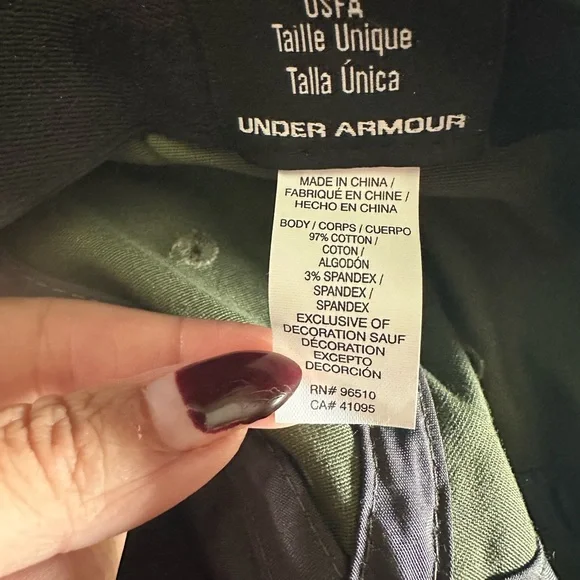 OSFA
Taille Unique
Talla Única
UNDER ARMOUR
MADE IN CHINA /
FABRIQUÉ EN CHINE /
HECHO EN CHINA
BODY / CORPS / CUERPO
97% COTTON /
COTON /
ALGODÓN
3% SPANDEX /
SPANDEX /
SPANDEX
EXCLUSIVE OF
DECORATION SAUF
DÉCORATION
EXCEPTO
DECORCIÓN
RN# 96510
CA# 41095